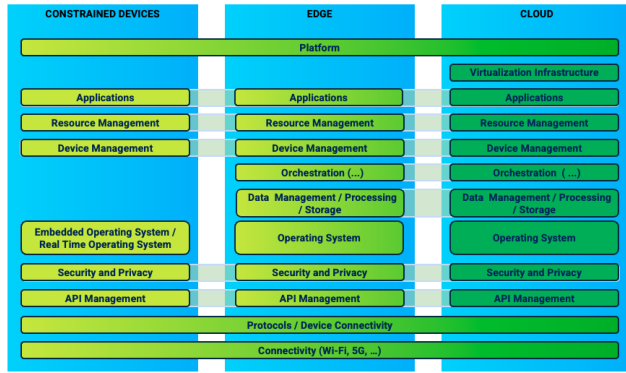 CONSTRAINED DEVICES EDGE CLOUD
Platform
Virtualization Infrastructure
Applications Applications Applications
Resource Management Resource Management Resource Management
Device Management Device Management Device Management
Orchestration (...) Orchestration ( ...)
Data Management / Processing Data Management / Processing
/ Storage / Storage
Embedded Operating System /
Real Time Operating System
Operating System Operating System
Security and Privacy Security and Privacy Security and Privacy
API Management API Management API Management
Protocols / Device Connectivity
Connectivity (Wi-Fi, 5G, ...)